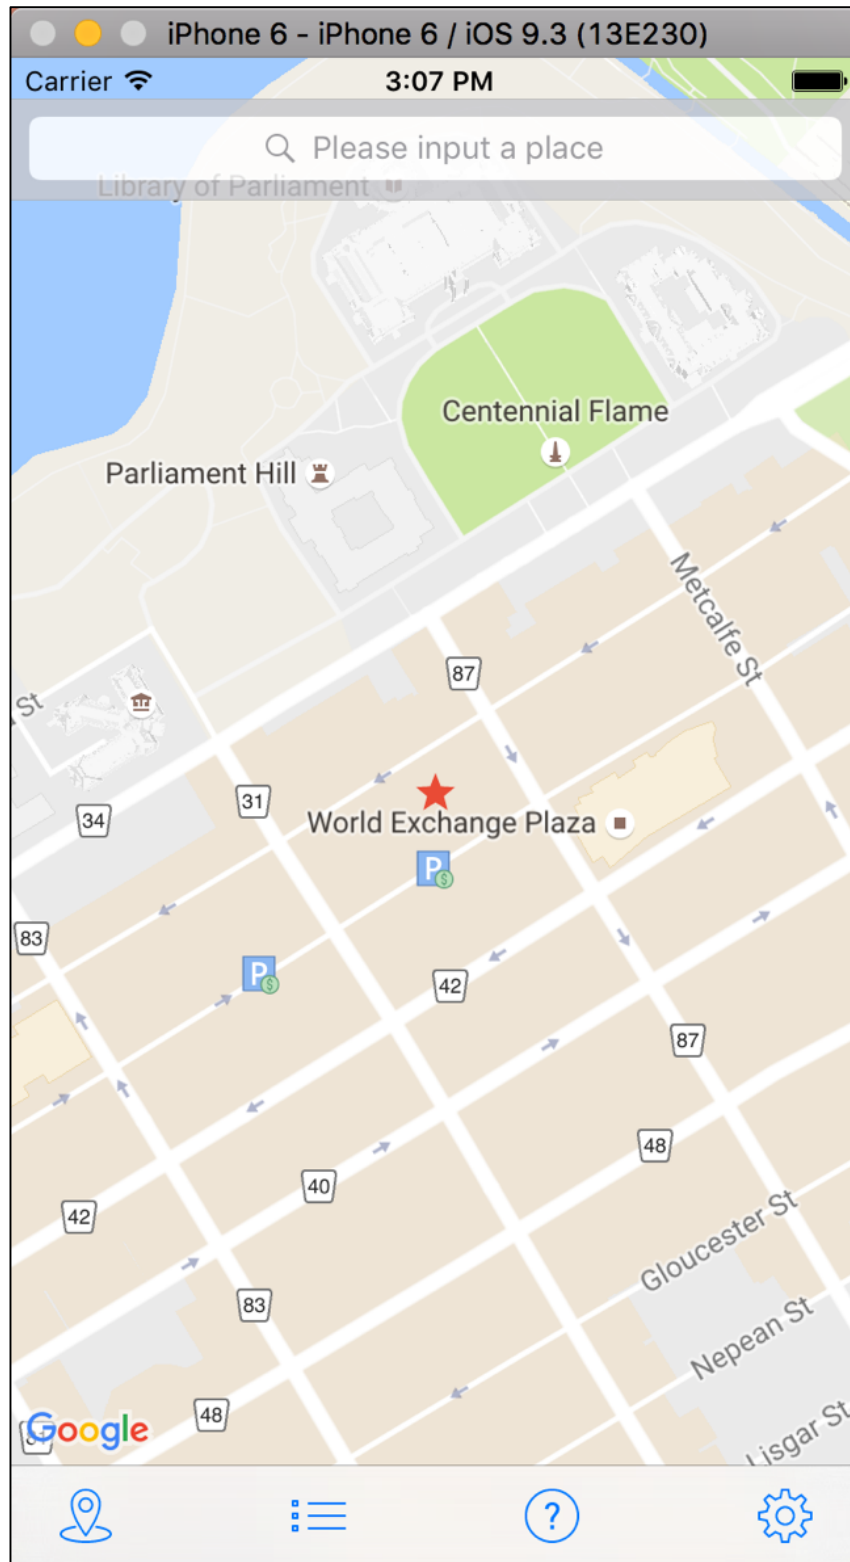 iPhone 6 - iPhone 6 / iOS 9.3 (13E230)
Carrier 3:07 PM
Please input a place
Library of Parliament
Centennial Flame
Parliament Hill
Metcalfe St
87
St
31
34
World Exchange Plaza
P
$
83
P
$
42
87
48
40
42
Gloucester St
83
Nepean St
48
Google
Lisgar St
?